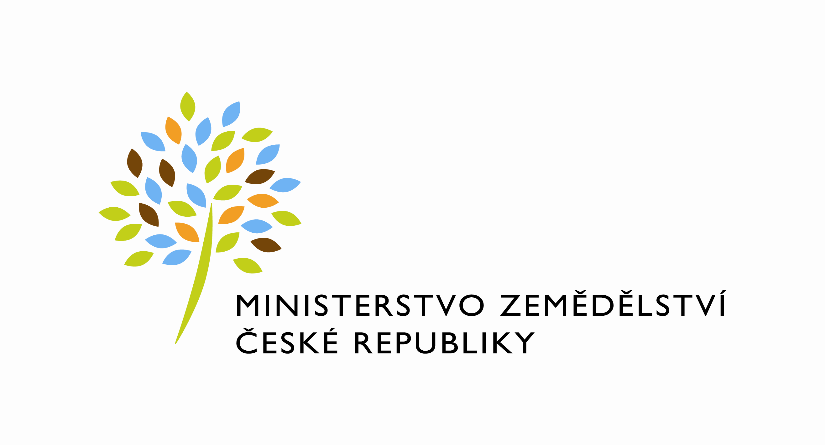 MINISTERSTVO ZEMĚDĚLSTVÍ
ČESKÉ REPUBLIKY